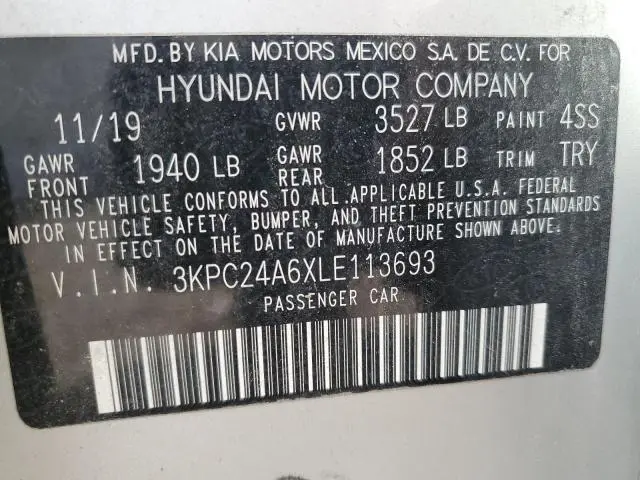 MFD. BY KIA MOTORS MEXICO S.A. DE C.V. FOR
HYUNDAI MOTOR COMPANY
11/19 GVWR 3527 LB PAINT 4SS
GAWR FRONT 1940 LB GAWR REAR 1852 LB TRIM TRY
THIS VEHICLE CONFORMS TO ALL APPLICABLE U.S.A. FEDERAL
MOTOR VEHICLE SAFETY, BUMPER, AND THEFT PREVENTION STANDARDS
IN EFFECT ON THE DATE OF MANUFACTURE SHOWN ABOVE.
V.I.N. 3KPC24A6XLE113693
PASSENGER CAR